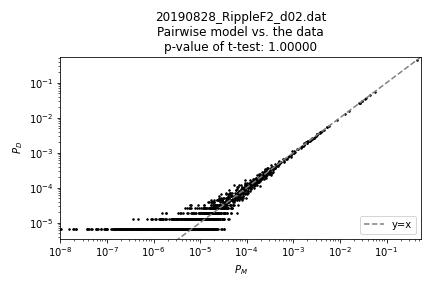 20190828_RippleF2_d02.dat
Pairwise model vs. the data
p-value of t-test: 1.00000
P_D
10⁻¹
10⁻²
10⁻³
10⁻⁴
10⁻⁵
10⁻⁸ 10⁻⁷ 10⁻⁶ 10⁻⁵ 10⁻⁴ 10⁻³ 10⁻² 10⁻¹
P_M
y=x